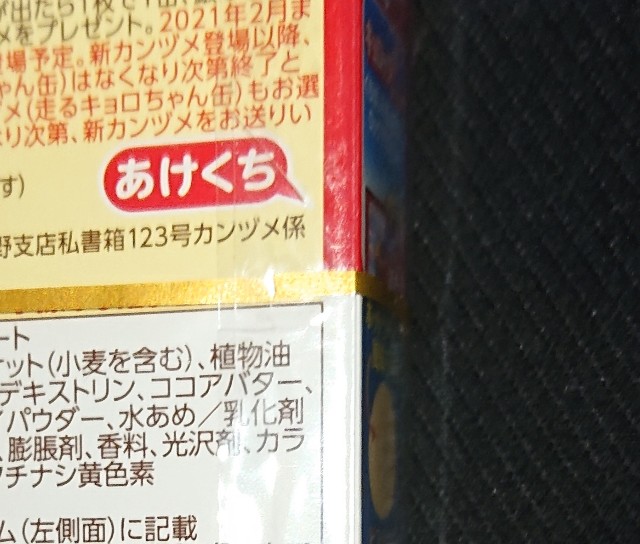 が出たら1枚で1缶、銀
メをプレゼント。2021年2月ま
登場予定。新カンヅメ登場以降、
ゃん缶)はなくなり次第終了と
ヅメ(走るキョロちゃん缶)もお選
り次第、新カンヅメをお送りい
あけくち
す)
野支店私書箱123号カンヅメ係
ート
ケット(小麦を含む)、植物油
デキストリン、ココアバター、
イパウダー、水あめ/乳化剤
、膨脹剤、香料、光沢剤、カラ
クチナシ黄色素
ム(左側面)に記載